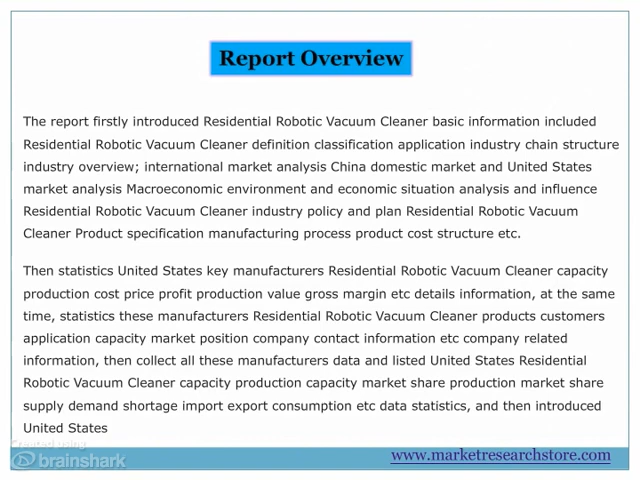 Report Overview
The report firstly introduced Residential Robotic Vacuum Cleaner basic information included
Residential Robotic Vacuum Cleaner definition classification application industry chain structure
industry overview; international market analysis China domestic market and United States
market analysis Macroeconomic environment and economic situation analysis and influence
Residential Robotic Vacuum Cleaner industry policy and plan Residential Robotic Vacuum
Cleaner Product specification manufacturing process product cost structure etc.
Then statistics United States key manufacturers Residential Robotic Vacuum Cleaner capacity
production cost price profit production value gross margin etc details information, at the same
time, statistics these manufacturers Residential Robotic Vacuum Cleaner products customers
application capacity market position company contact information etc company related
information, then collect all these manufacturers data and listed United States Residential
Robotic Vacuum Cleaner capacity production capacity market share production market share
supply demand shortage import export consumption etc data statistics, and then introduced
United States
Created using
brainshark
www.marketresearchstore.com